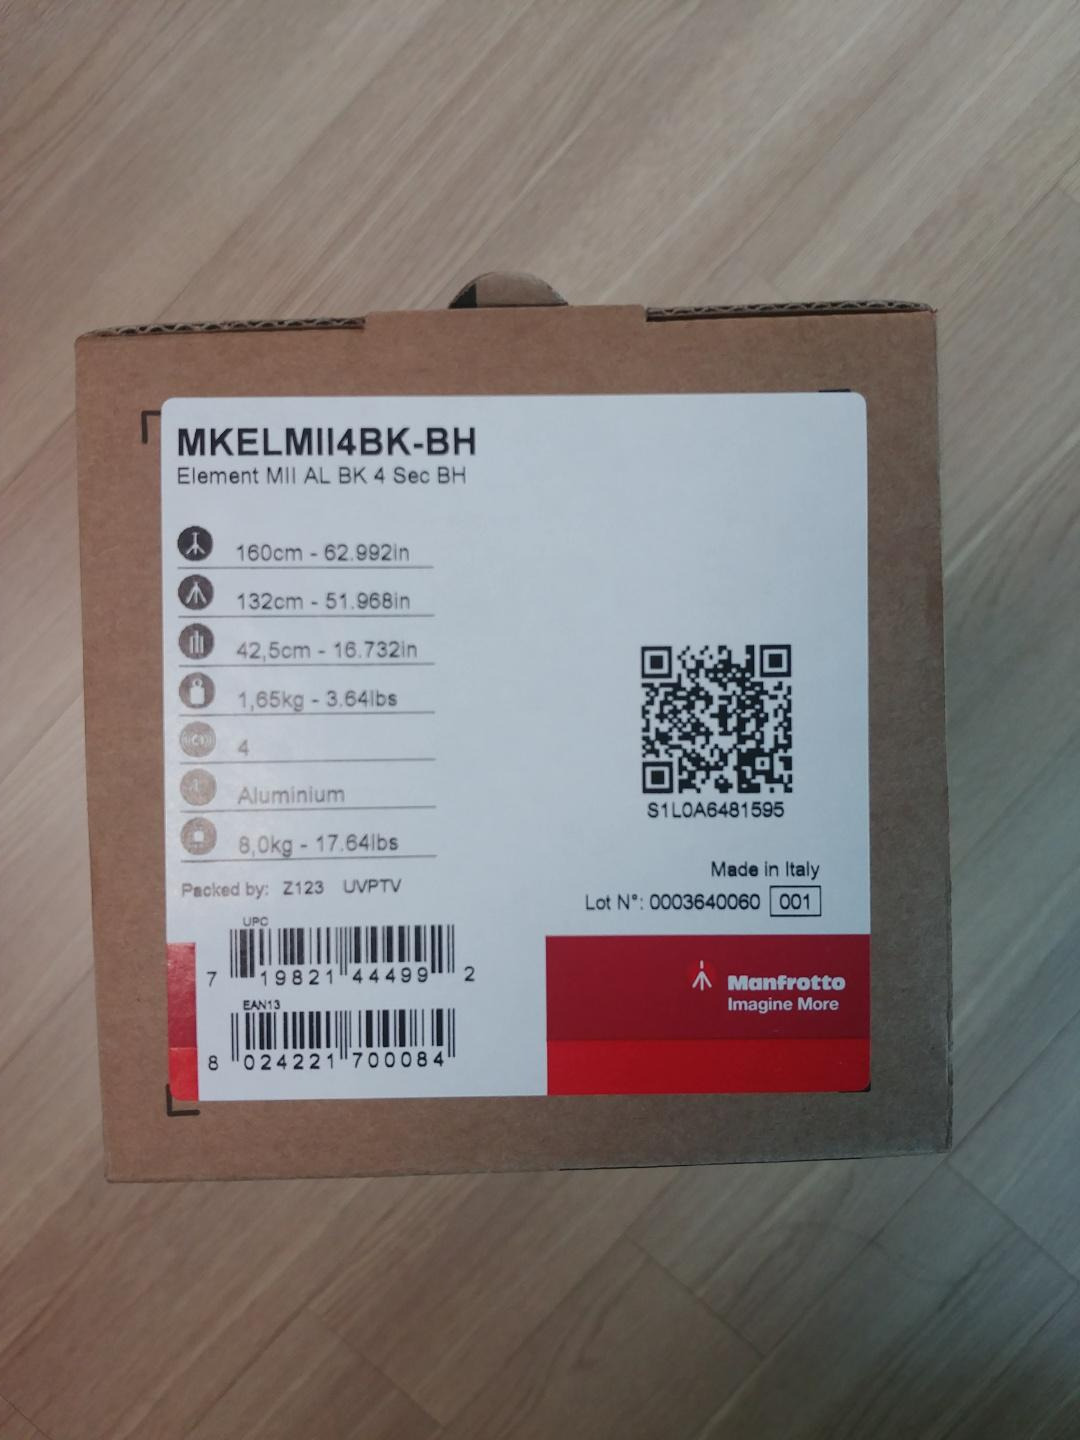 MKELMII4BK-BH
Element MII AL BK 4 Sec BH
160cm - 62.992in
132cm - 51.968in
42,5cm - 16.732in
1,65kg - 3.64lbs
4
Aluminium
8,0kg - 17.64lbs
Packed by: Z123 UVPTV
UPC
7 19821 44499 2
EAN13
8 024221 700084
S1L0A6481595
Made in Italy
Lot N°: 0003640060 001
Manfrotto
Imagine More